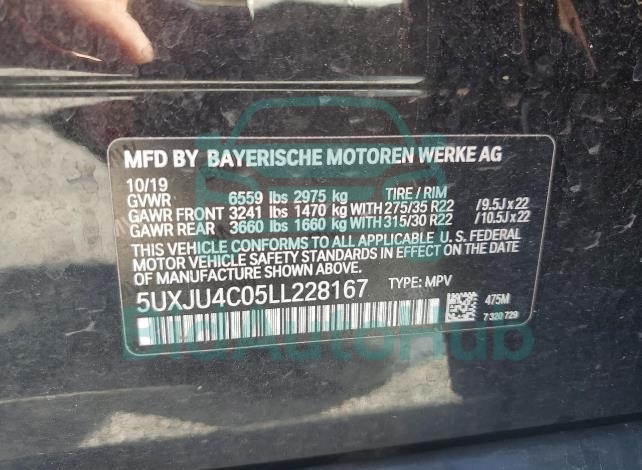 MFD BY BAYERISCHE MOTOREN WERKE AG
10/19
GVWR 6559 lbs 2975 kg TIRE / RIM
GAWR FRONT 3241 lbs 1470 kg WITH 275/35 R22 /9.5J x 22
GAWR REAR 3660 lbs 1660 kg WITH 315/30 R22 /10.5J x 22
THIS VEHICLE CONFORMS TO ALL APPLICABLE U. S. FEDERAL
MOTOR VEHICLE SAFETY STANDARDS IN EFFECT ON THE DATE
OF MANUFACTURE SHOWN ABOVE.
5UXJU4C05LL228167 TYPE: MPV
475M
7320729
BidAutoHub